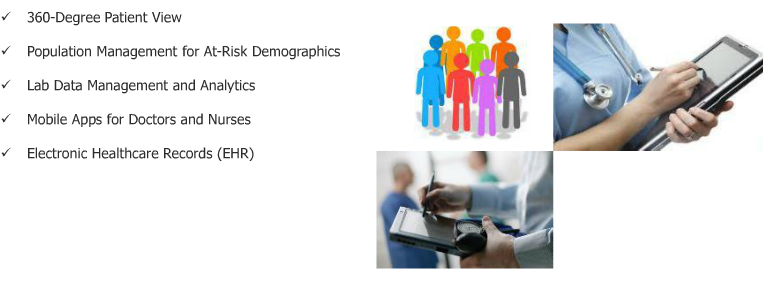 ✓ 360-Degree Patient View
✓ Population Management for At-Risk Demographics
✓ Lab Data Management and Analytics
✓ Mobile Apps for Doctors and Nurses
✓ Electronic Healthcare Records (EHR)